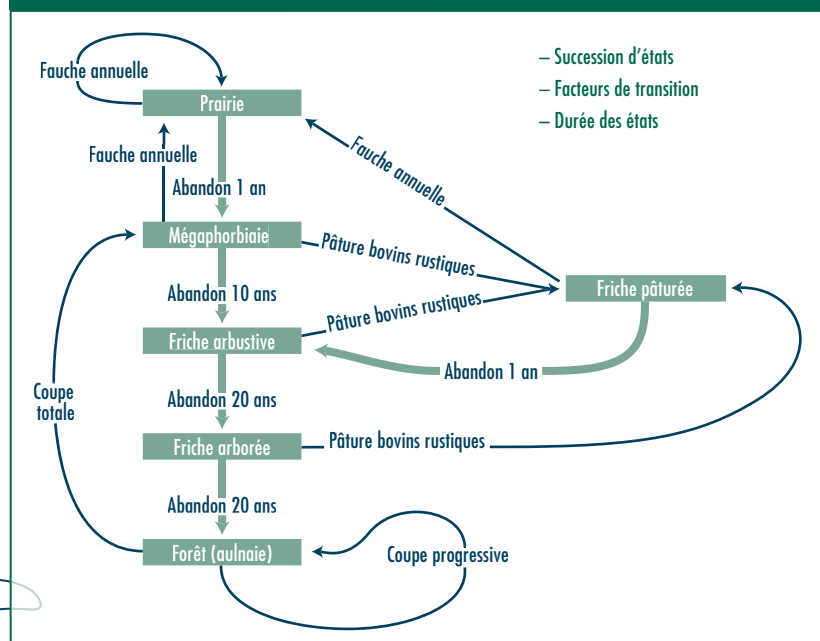 – Succession d'états
– Facteurs de transition
– Durée des états
Fauche annuelle
Prairie
Fauche annuelle
Fauche annuelle
Abandon 1 an
Mégaphorbiaie
Pâture bovins rustiques
Friche pâturée
Abandon 10 ans
Pâture bovins rustiques
Friche arbustive
Abandon 1 an
Coupe
totale
Abandon 20 ans
Friche arborée
Pâture bovins rustiques
Abandon 20 ans
Forêt (aulnaie)
Coupe progressive